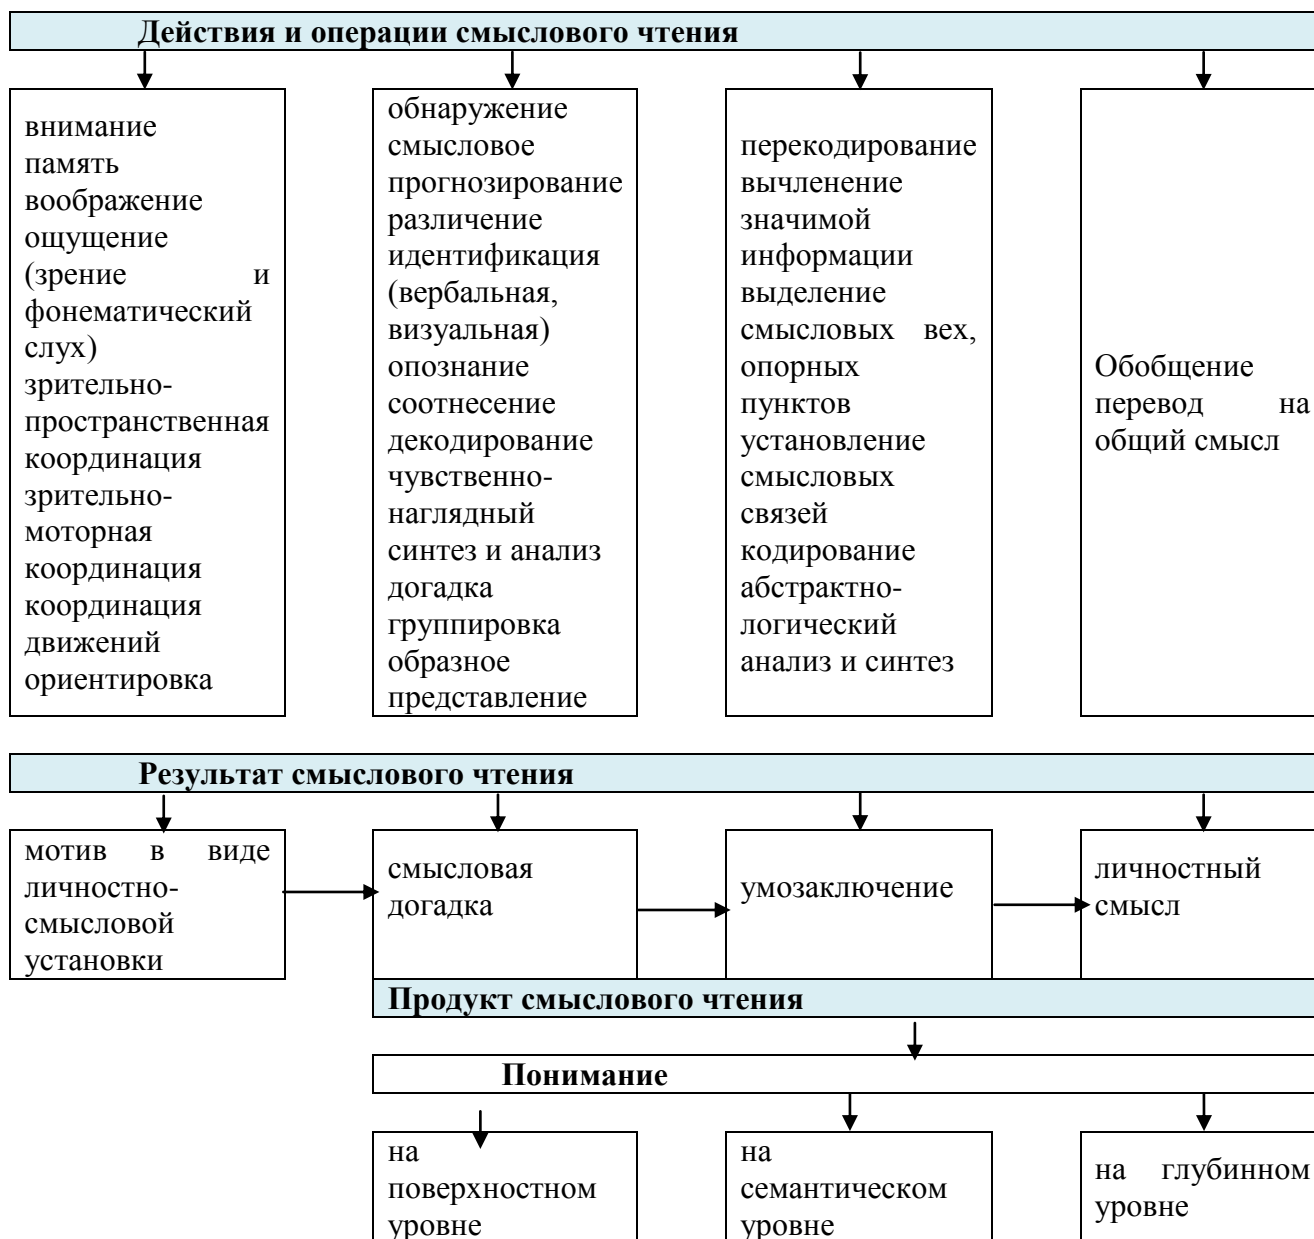 Действия и операции смыслового чтения
внимание
память
воображение
ощущение
(зрение и
фонематический
слух)
зрительно-
пространственная
координация
зрительно-
моторная
координация
координация
движений
ориентировка
обнаружение
смысловое
прогнозирование
различение
идентификация
(вербальная,
визуальная)
опознание
соотнесение
декодирование
чувственно-
наглядный
синтез и анализ
догадка
группировка
образное
представление
перекодирование
вычленение
значимой
информации
выделение
смысловых вех,
опорных
пунктов
установление
смысловых
связей
кодирование
абстрактно-
логический
анализ и синтез
Обобщение
перевод на
общий смысл
Результат смыслового чтения
мотив в виде
личностно-
смысловой
установки
смысловая
догадка
умозаключение
личностный
смысл
Продукт смыслового чтения
Понимание
на
поверхностном
уровне
на
семантическом
уровне
на глубинном
уровне